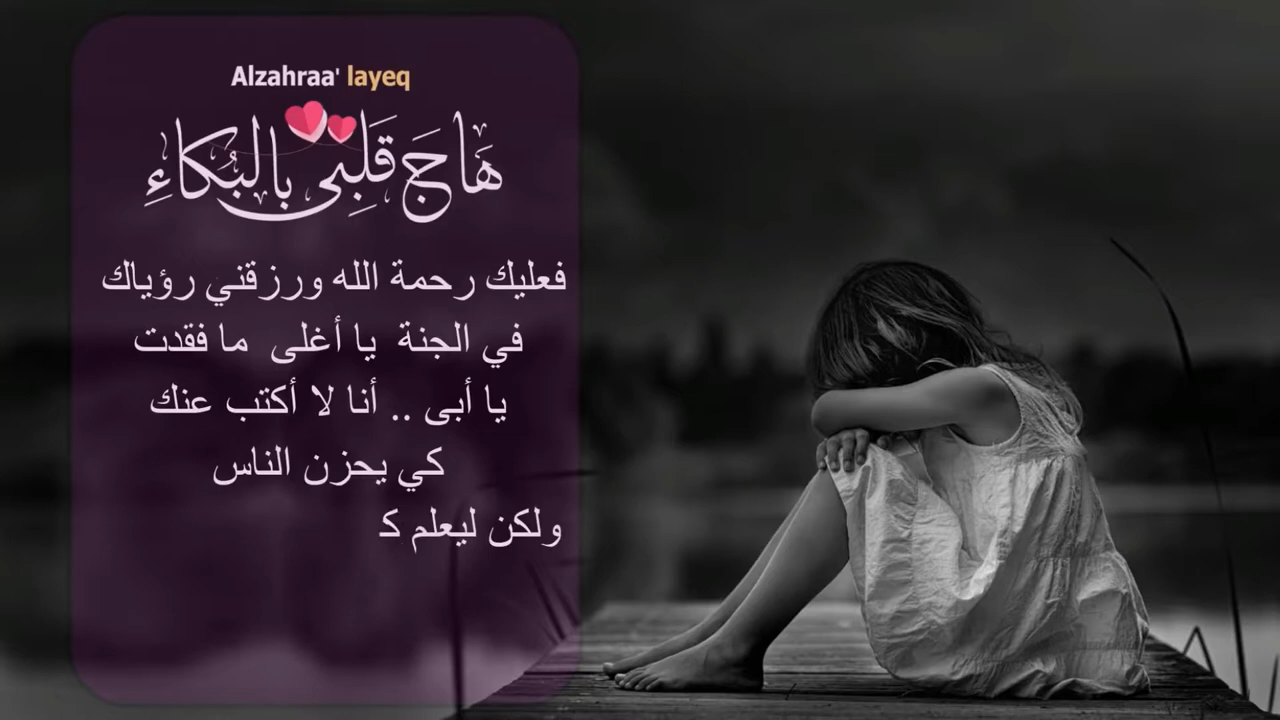 Alzahraa' layeq
هَاجَ قَلبِي بالبُكاءِ
فعليك رحمة الله ورزقني رؤياك
في الجنة يا أغلى ما فقدت
يا أبى .. أنا لا أكتب عنك
كي يحزن الناس
ولكن ليعلم كـ